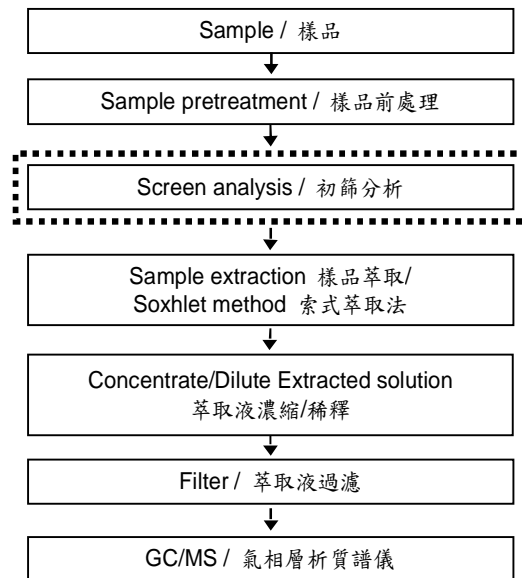 Sample / 樣品
Sample pretreatment / 樣品前處理
Screen analysis / 初篩分析
Sample extraction 樣品萃取/
Soxhlet method 索式萃取法
Concentrate/Dilute Extracted solution
萃取液濃縮/稀釋
Filter / 萃取液過濾
GC/MS / 氣相層析質譜儀